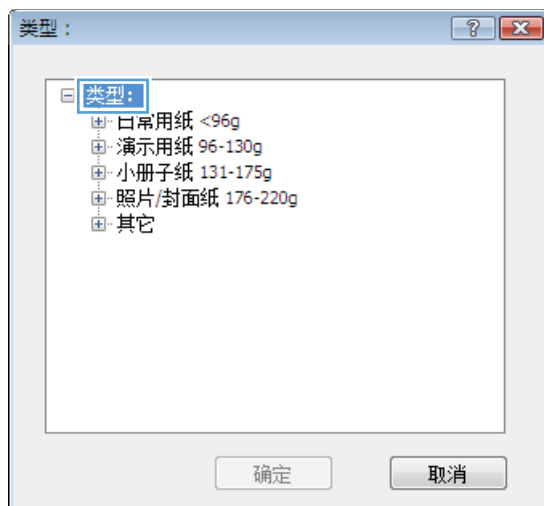 类型：
类型：
日常用纸 <96g
演示用纸 96-130g
小册子纸 131-175g
照片/封面纸 176-220g
其它
确定
取消